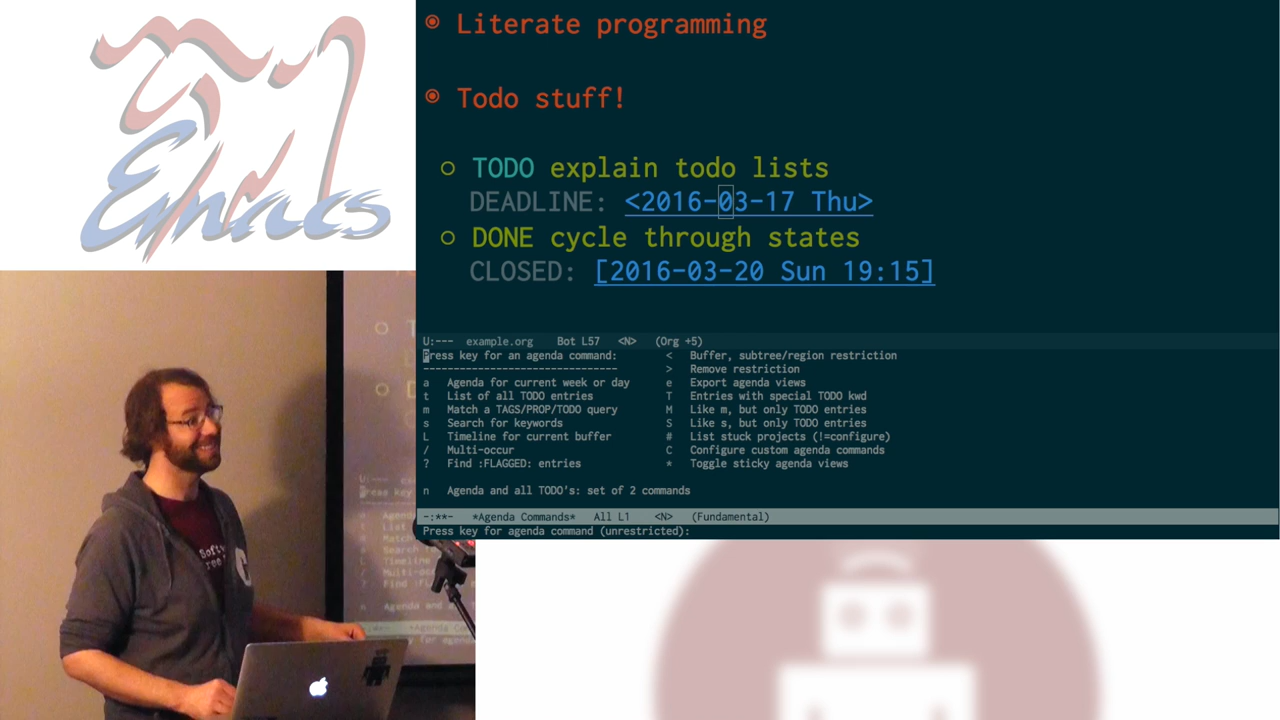 Emacs
Literate programming
Todo stuff!
TODO explain todo lists
DEADLINE: <2016-03-17 Thu>
DONE cycle through states
CLOSED: [2016-03-20 Sun 19:15]
U:--- example.org Bot L57 <N> (Org +5)
Press key for an agenda command: < Buffer, subtree/region restriction
-------------------------------- > Remove restriction
a Agenda for current week or day e Export agenda views
t List of all TODO entries T Entries with special TODO kwd
m Match a TAGS/PROP/TODO query M Like m, but only TODO entries
s Search for keywords S Like s, but only TODO entries
L Timeline for current buffer # List stuck projects (!=configure)
/ Multi-occur C Configure custom agenda commands
? Find :FLAGGED: entries * Toggle sticky agenda views
n Agenda and all TODO's: set of 2 commands
-:**- *Agenda Commands* All L1 <N> (Fundamental)
Press key for agenda command (unrestricted):